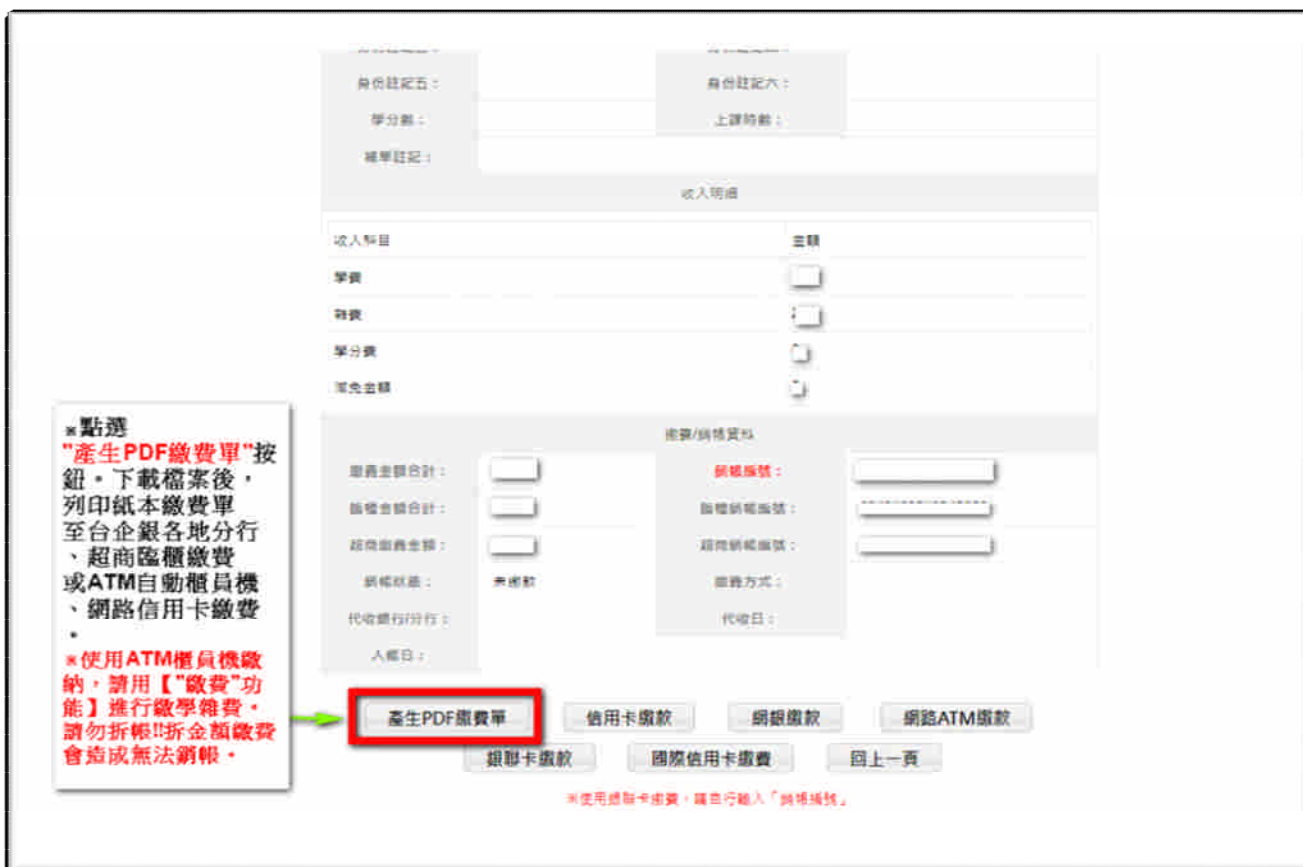 身份註記五： 身份註記六：
學分數： 上課時數：
繳單註記：
收入明細
收入科目 金額
學費
雜費
學分費
減免金額
繳費/銷帳資料
繳費金額合計： 銷帳編號：
臨櫃金額合計： 臨櫃銷帳編號：
超商繳費金額： 超商銷帳編號：
銷帳狀態： 未繳款 繳費方式：
代收銀行/分行： 代收日：
入帳日：
※點選
"產生PDF繳費單"按
鈕。下載檔案後，
列印紙本繳費單
至台企銀各地分行
、超商臨櫃繳費
或ATM自動櫃員機
、網路信用卡繳費
。
※使用ATM櫃員機繳
納，請用【"繳費"功
能】進行繳學雜費。
請勿拆帳!!拆金額繳費
會造成無法銷帳。
產生PDF繳費單 信用卡繳款 網銀繳款 網路ATM繳款
銀聯卡繳款 國際信用卡繳費 回上一頁
※使用銀聯卡繳費，請自行輸入「銷帳編號」